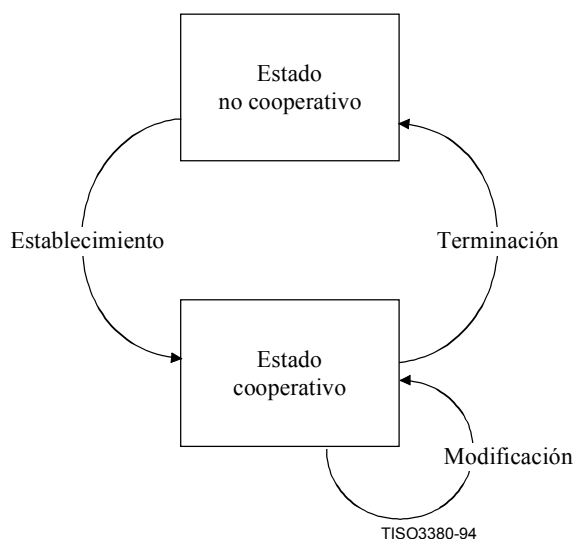 Estado
no cooperativo
Establecimiento
Terminación
Estado
cooperativo
Modificación
TISO3380-94